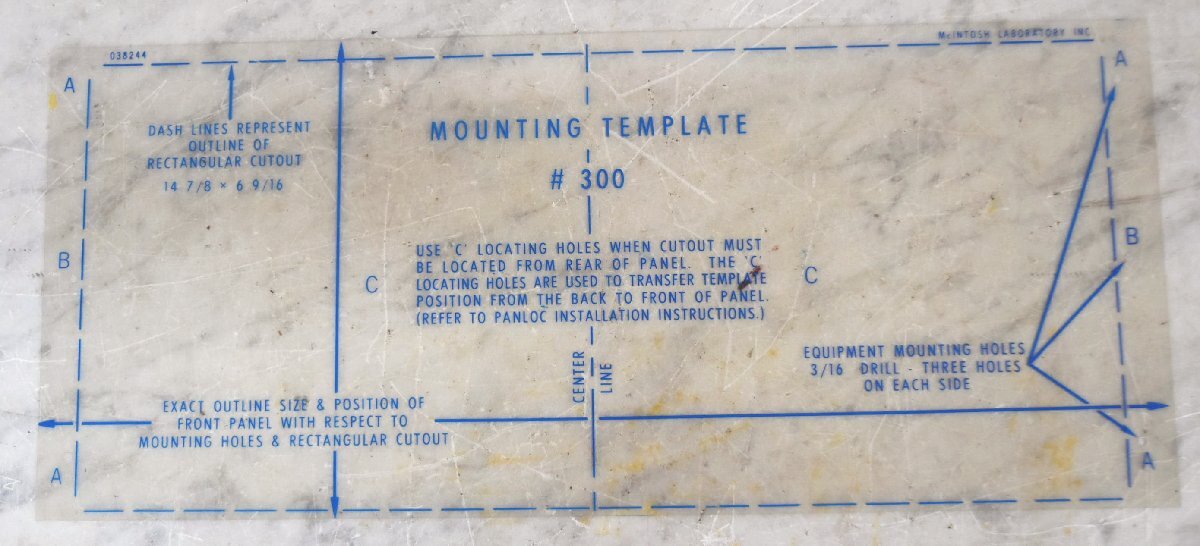 038244
McINTOSH LABORATORY INC
A
A
DASH LINES REPRESENT
OUTLINE OF
RECTANGULAR CUTOUT
14 7/8 × 6 9/16
MOUNTING TEMPLATE
# 300
B
B
C
USE 'C' LOCATING HOLES WHEN CUTOUT MUST
BE LOCATED FROM REAR OF PANEL. THE 'C'
LOCATING HOLES ARE USED TO TRANSFER TEMPLATE
POSITION FROM THE BACK TO FRONT OF PANEL.
(REFER TO PANLOC INSTALLATION INSTRUCTIONS.)
C
CENTER
LINE
EQUIPMENT MOUNTING HOLES
3/16 DRILL - THREE HOLES
ON EACH SIDE
EXACT OUTLINE SIZE & POSITION OF
FRONT PANEL WITH RESPECT TO
MOUNTING HOLES & RECTANGULAR CUTOUT
A
A